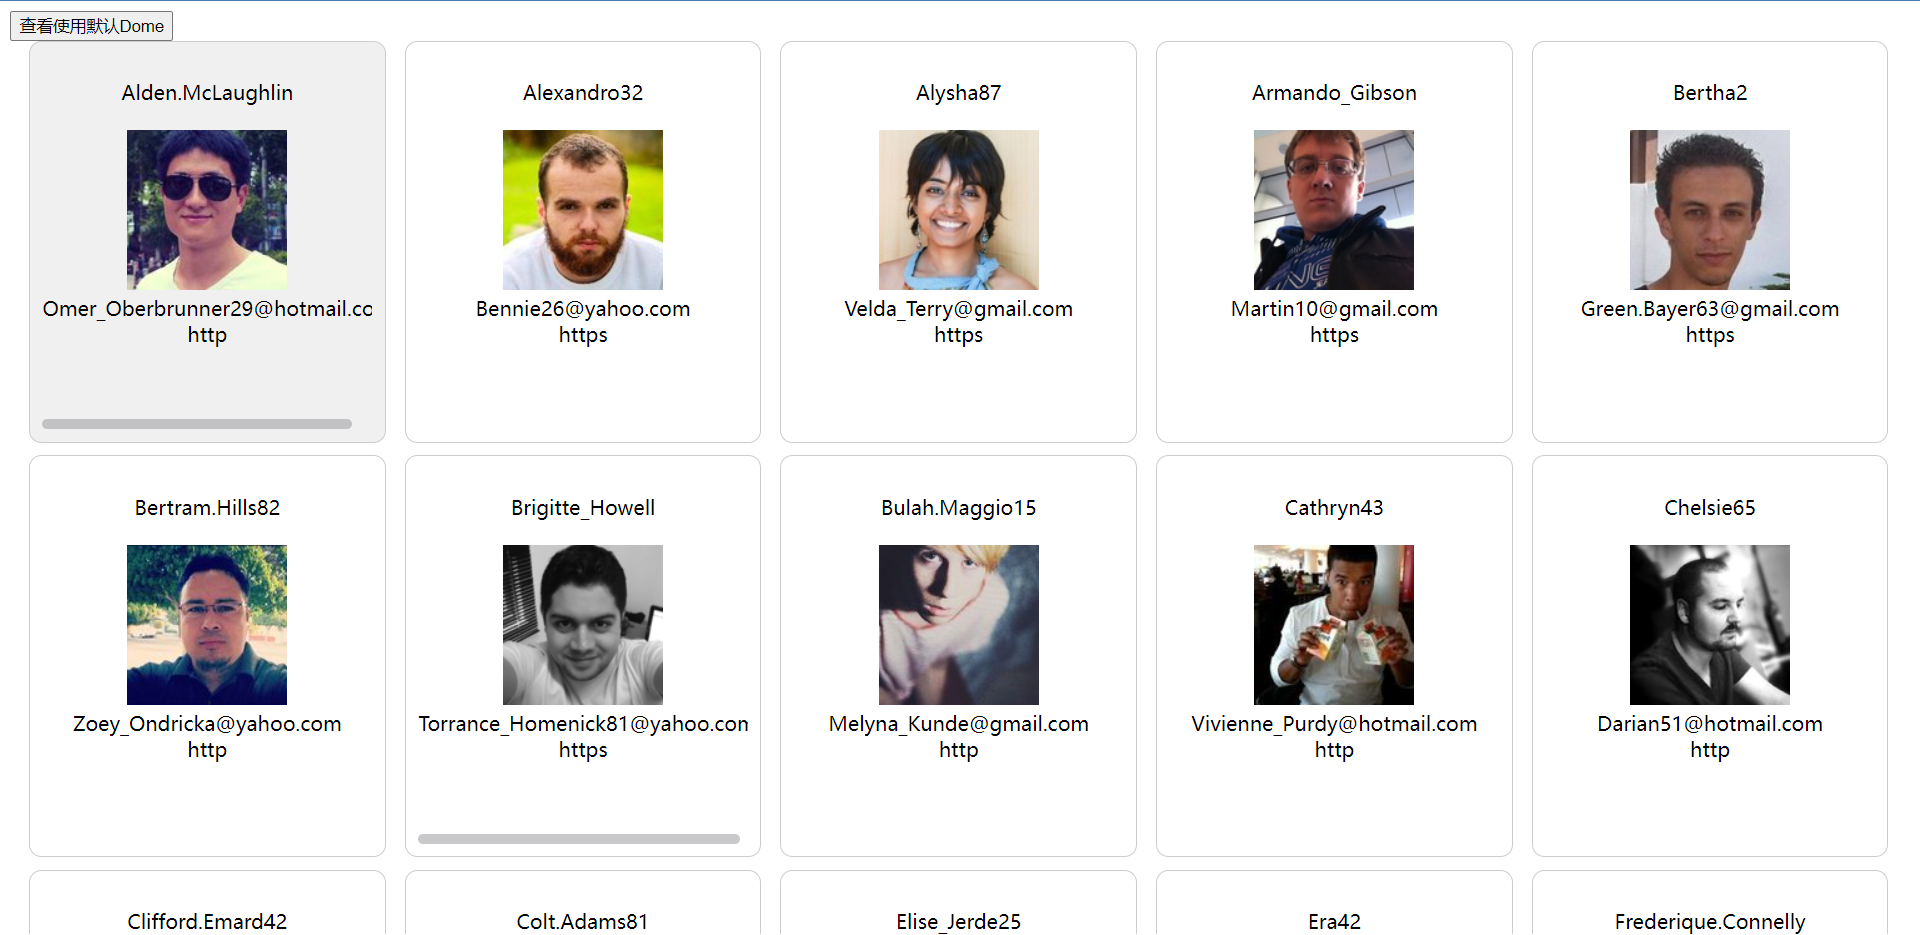 查看使用默认Dome
Alden.McLaughlin
Omer_Oberbrunner29@hotmail.co
http
Alexandro32
Bennie26@yahoo.com
https
Alysha87
Velda_Terry@gmail.com
https
Armando_Gibson
Martin10@gmail.com
https
Bertha2
Green.Bayer63@gmail.com
https
Bertram.Hills82
Zoey_Ondricka@yahoo.com
http
Brigitte_Howell
Torrance_Homenick81@yahoo.com
https
Bulah.Maggio15
Melyna_Kunde@gmail.com
http
Cathryn43
Vivienne_Purdy@hotmail.com
http
Chelsie65
Darian51@hotmail.com
http
Clifford.Emard42
Colt.Adams81
Elise_Jerde25
Era42
Frederique.Connelly